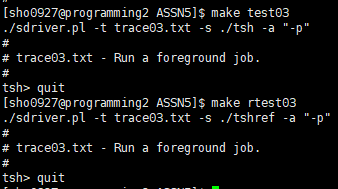 #
[sho0927@programming2 ASSN5]$ make test03
./sdriver.pl -t trace03.txt -s ./tsh -a "-p"
#
# trace03.txt - Run a foreground job.
#
tsh> quit
[sho0927@programming2 ASSN5]$ make rtest03
./sdriver.pl -t trace03.txt -s ./tshref -a "-p"
#
# trace03.txt - Run a foreground job.
#
tsh> quit